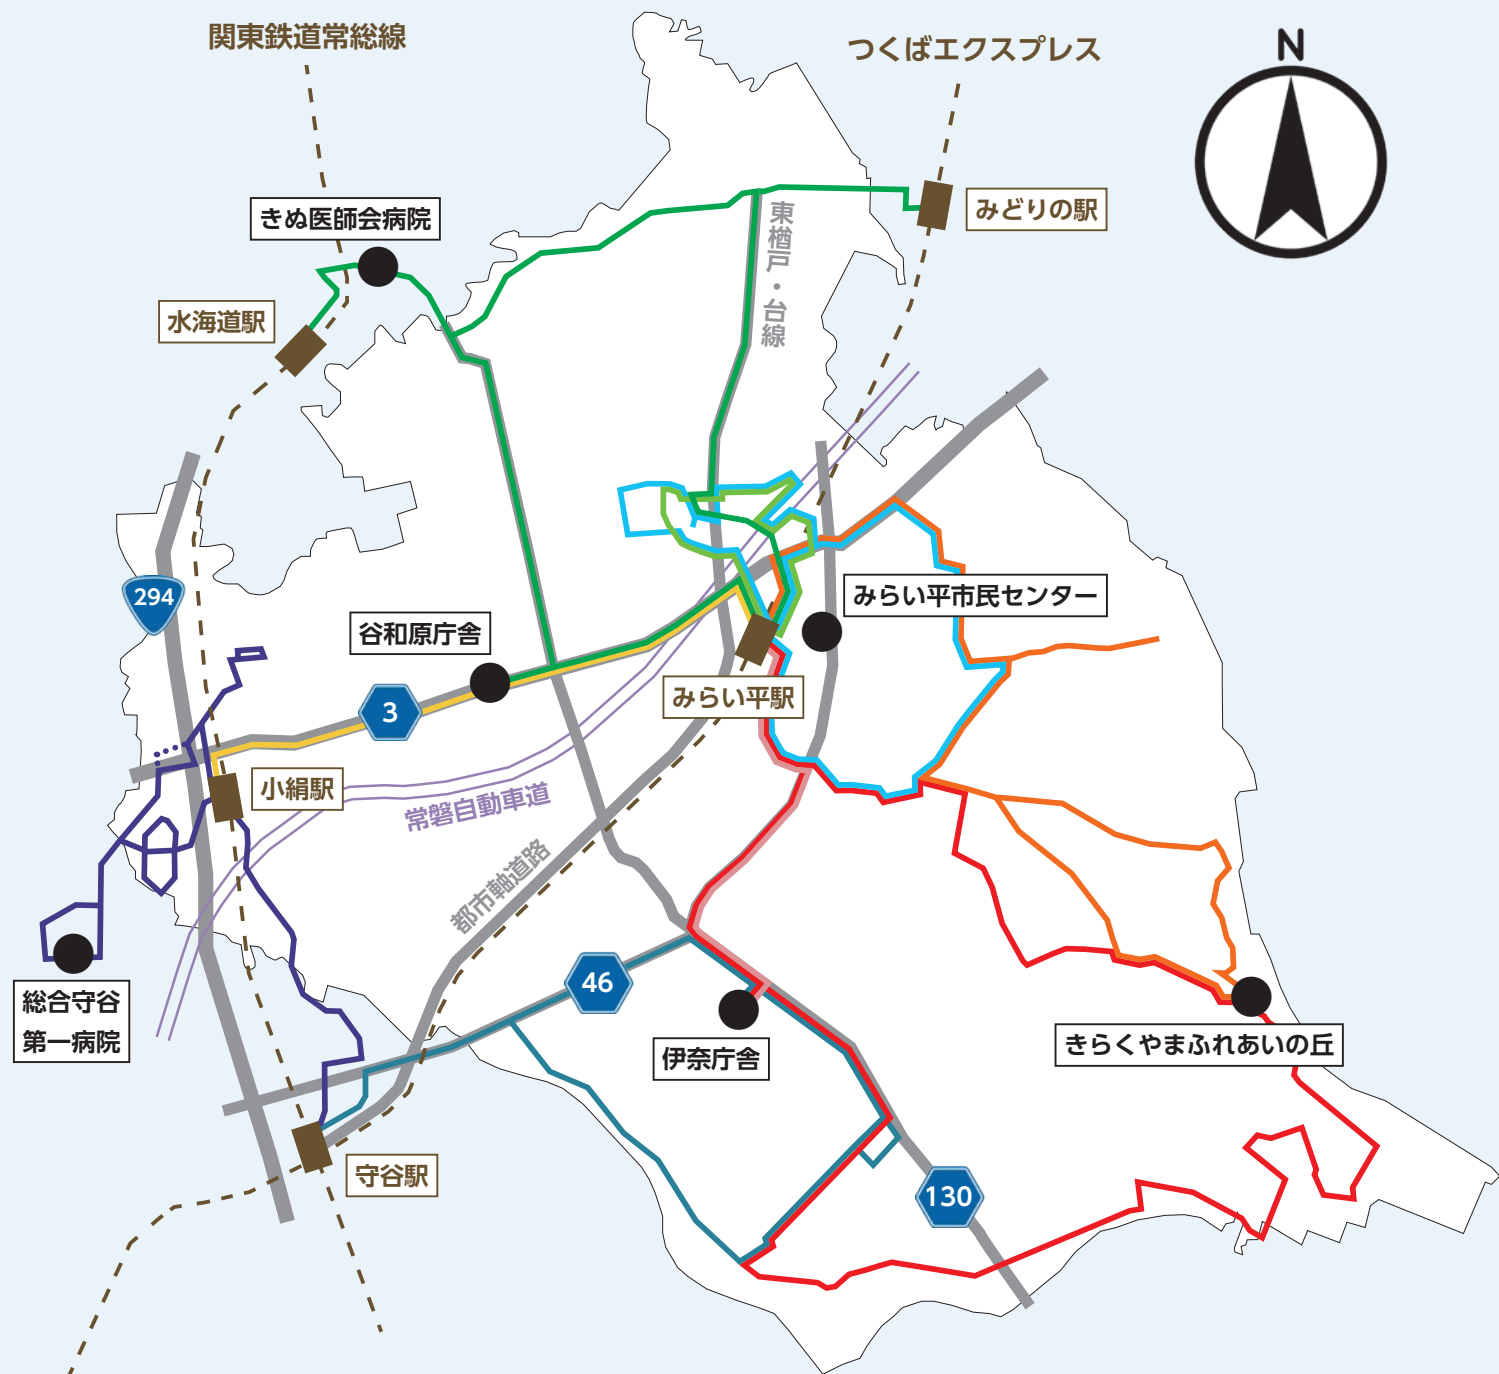 関東鉄道常総線
つくばエクスプレス
N
きぬ医師会病院
みどりの駅
東楢戸・台線
水海道駅
294
みらい平市民センター
谷和原庁舎
みらい平駅
3
小絹駅
常磐自動車道
都市軸道路
46
総合守谷
第一病院
伊奈庁舎
きらくやまふれあいの丘
守谷駅
130